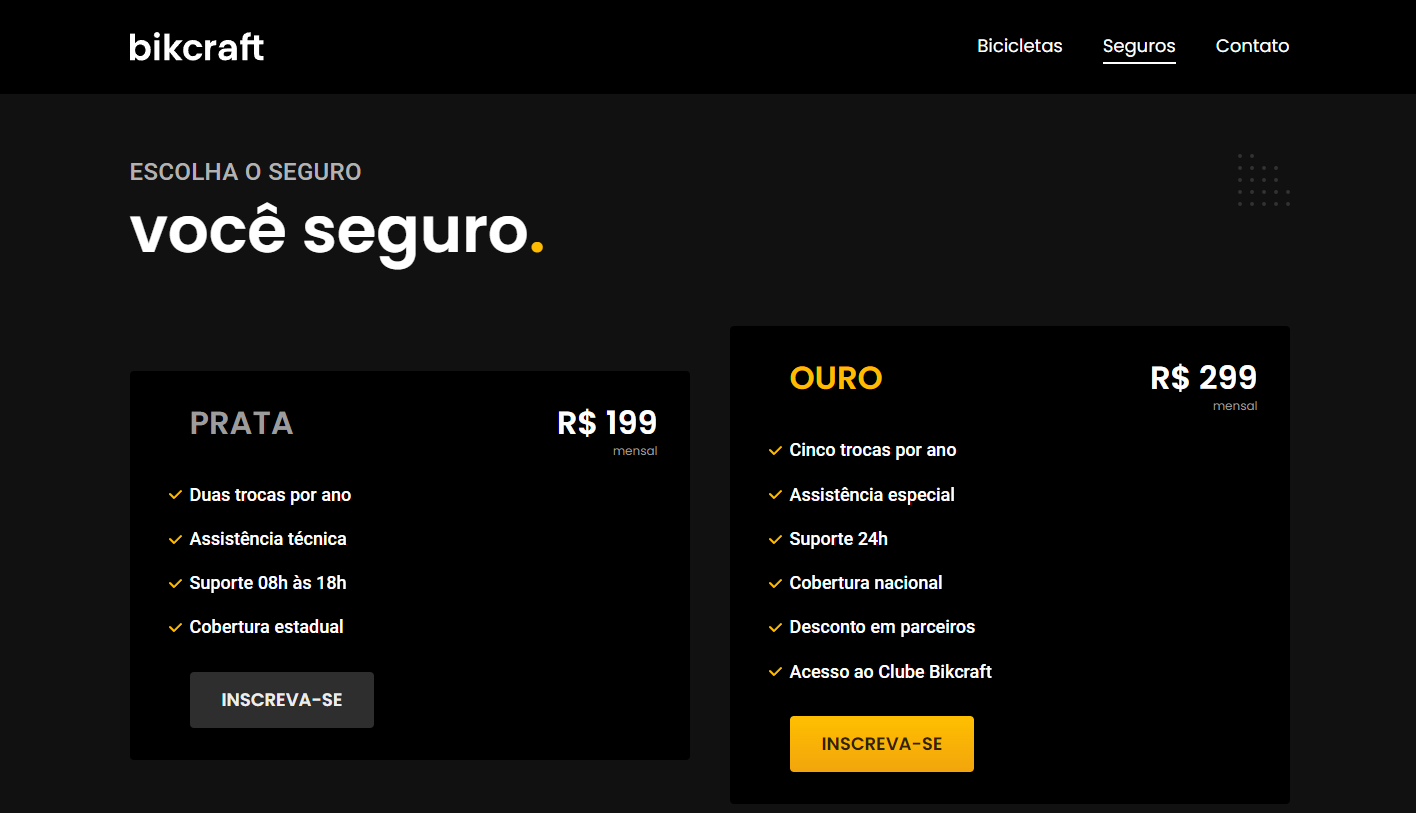 bikcraft
Bicicletas
Seguros
Contato
ESCOLHA O SEGURO
você seguro.
PRATA
R$ 199
mensal
Duas trocas por ano
Assistência técnica
Suporte 08h às 18h
Cobertura estadual
INSCREVA-SE
OURO
R$ 299
mensal
Cinco trocas por ano
Assistência especial
Suporte 24h
Cobertura nacional
Desconto em parceiros
Acesso ao Clube Bikcraft
INSCREVA-SE